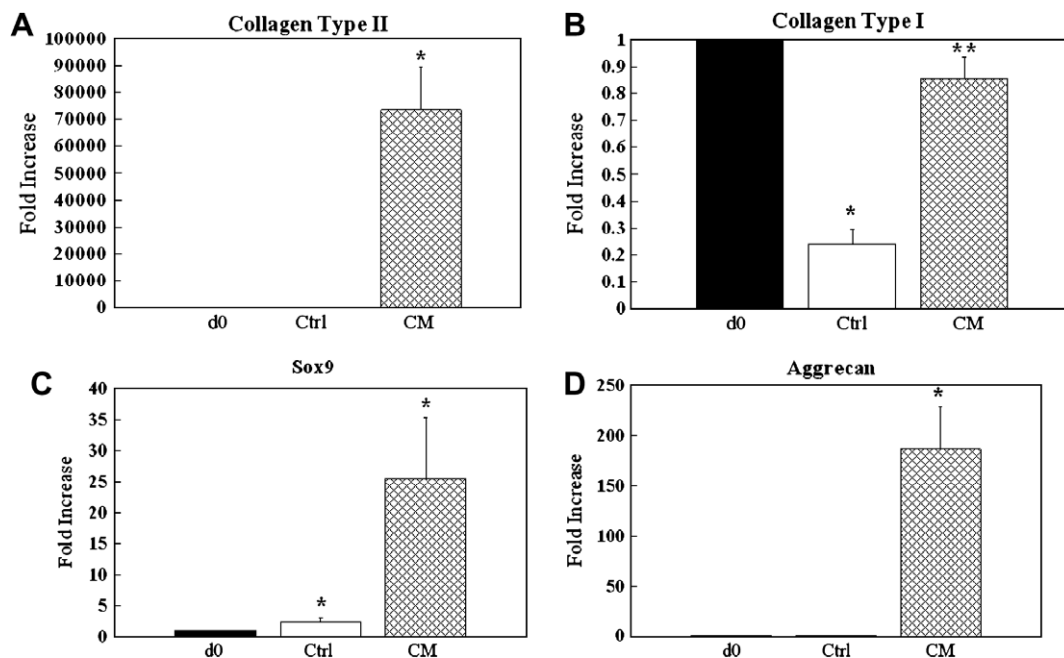 A
Collagen Type II
Fold Increase
100000
90000
80000
70000
60000
50000
40000
30000
20000
10000
0
*
d0 Ctrl CM
B
Collagen Type I
Fold Increase
1
0.9
0.8
0.7
0.6
0.5
0.4
0.3
0.2
0.1
0
*
**
d0 Ctrl CM
C
Sox9
Fold Increase
40
35
30
25
20
15
10
5
0
*
*
d0 Ctrl CM
D
Aggrecan
Fold Increase
250
200
150
100
50
0
*
d0 Ctrl CM